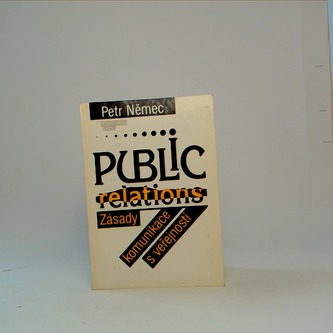 Petr Němec
PUBLIC
relations
Zásady
komunikace
s veřejností